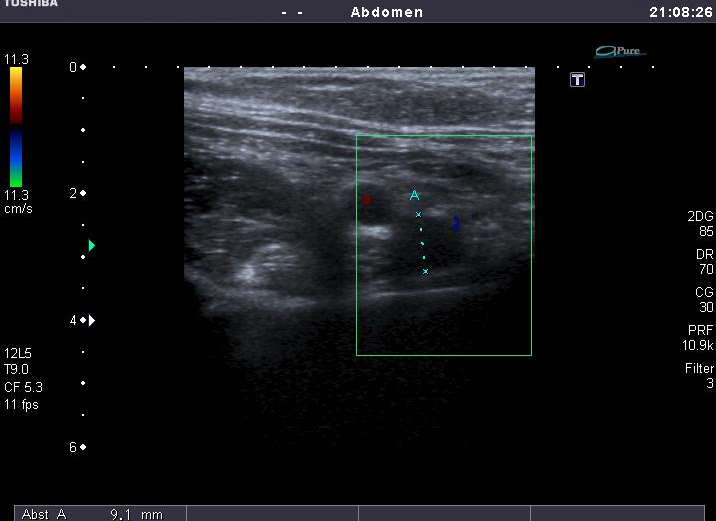 TOSHIBA
- - Abdomen 21:08:26
aPure
T
11.3
11.3
cm/s
0
2
4
6
A
2DG
85
DR
70
CG
30
PRF
10.9k
Filter
3
12L5
T9.0
CF 5.3
11 fps
Abst A 9.1 mm